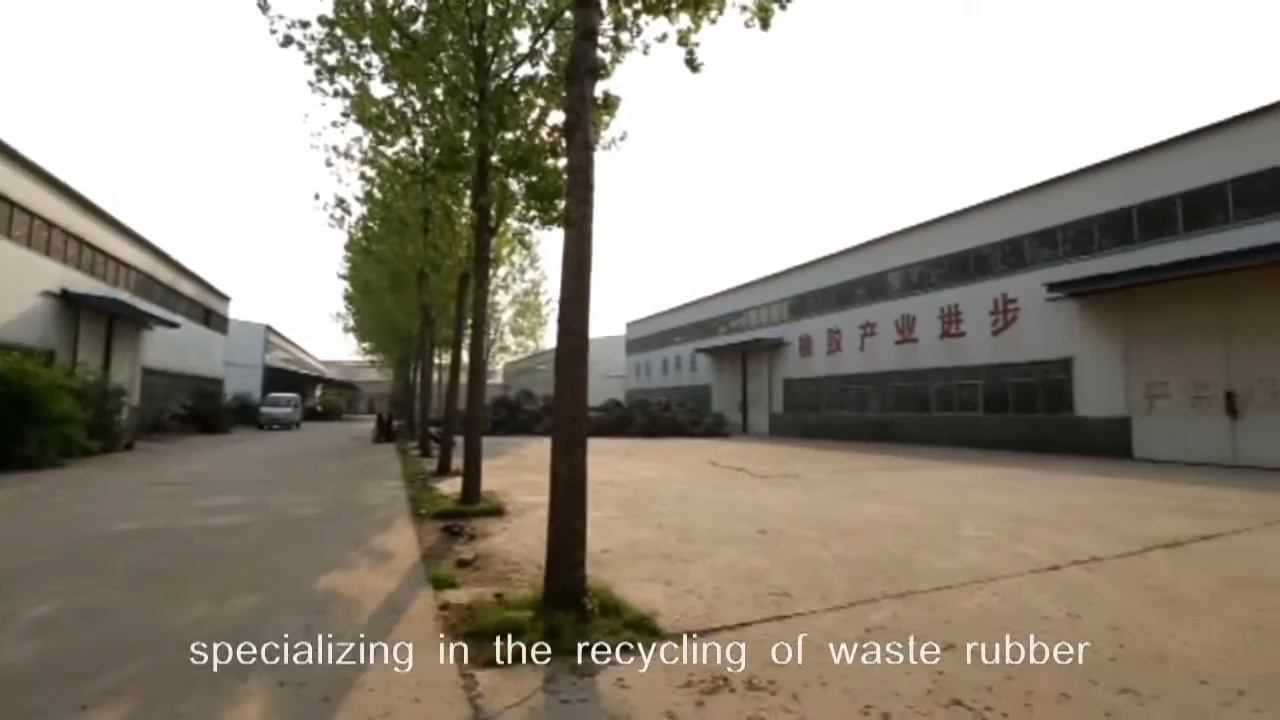 橡胶产业进步
specializing in the recycling of waste rubber